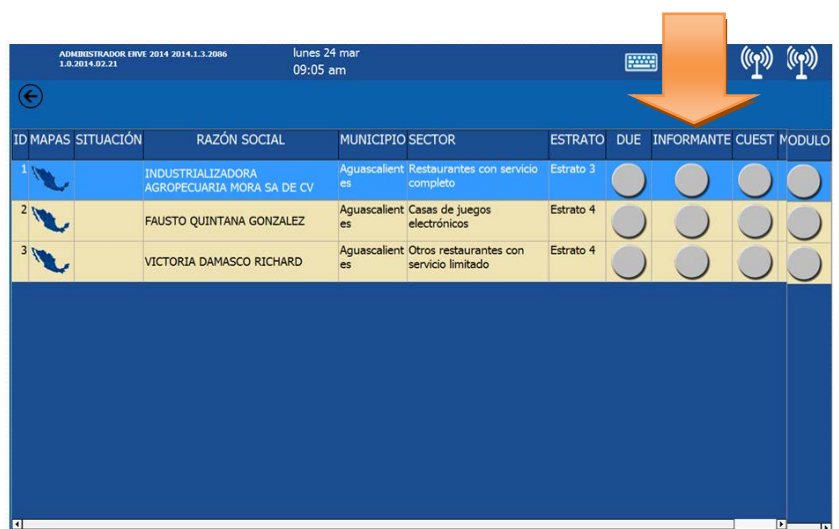 ADMINISTRADOR ENVE 2014 2014.1.3.2086
1.0.2014.02.21
lunes 24 mar
09:05 am
ID MAPAS SITUACIÓN RAZÓN SOCIAL MUNICIPIO SECTOR ESTRATO DUE INFORMANTE CUEST MODULO
1 INDUSTRIALIZADORA Aguascalient Restaurantes con servicio Estrato 3
AGROPECUARIA MORA SA DE CV es completo
2 FAUSTO QUINTANA GONZALEZ Aguascalient Casas de juegos Estrato 4
es electrónicos
3 VICTORIA DAMASCO RICHARD Aguascalient Otros restaurantes con Estrato 4
es servicio limitado